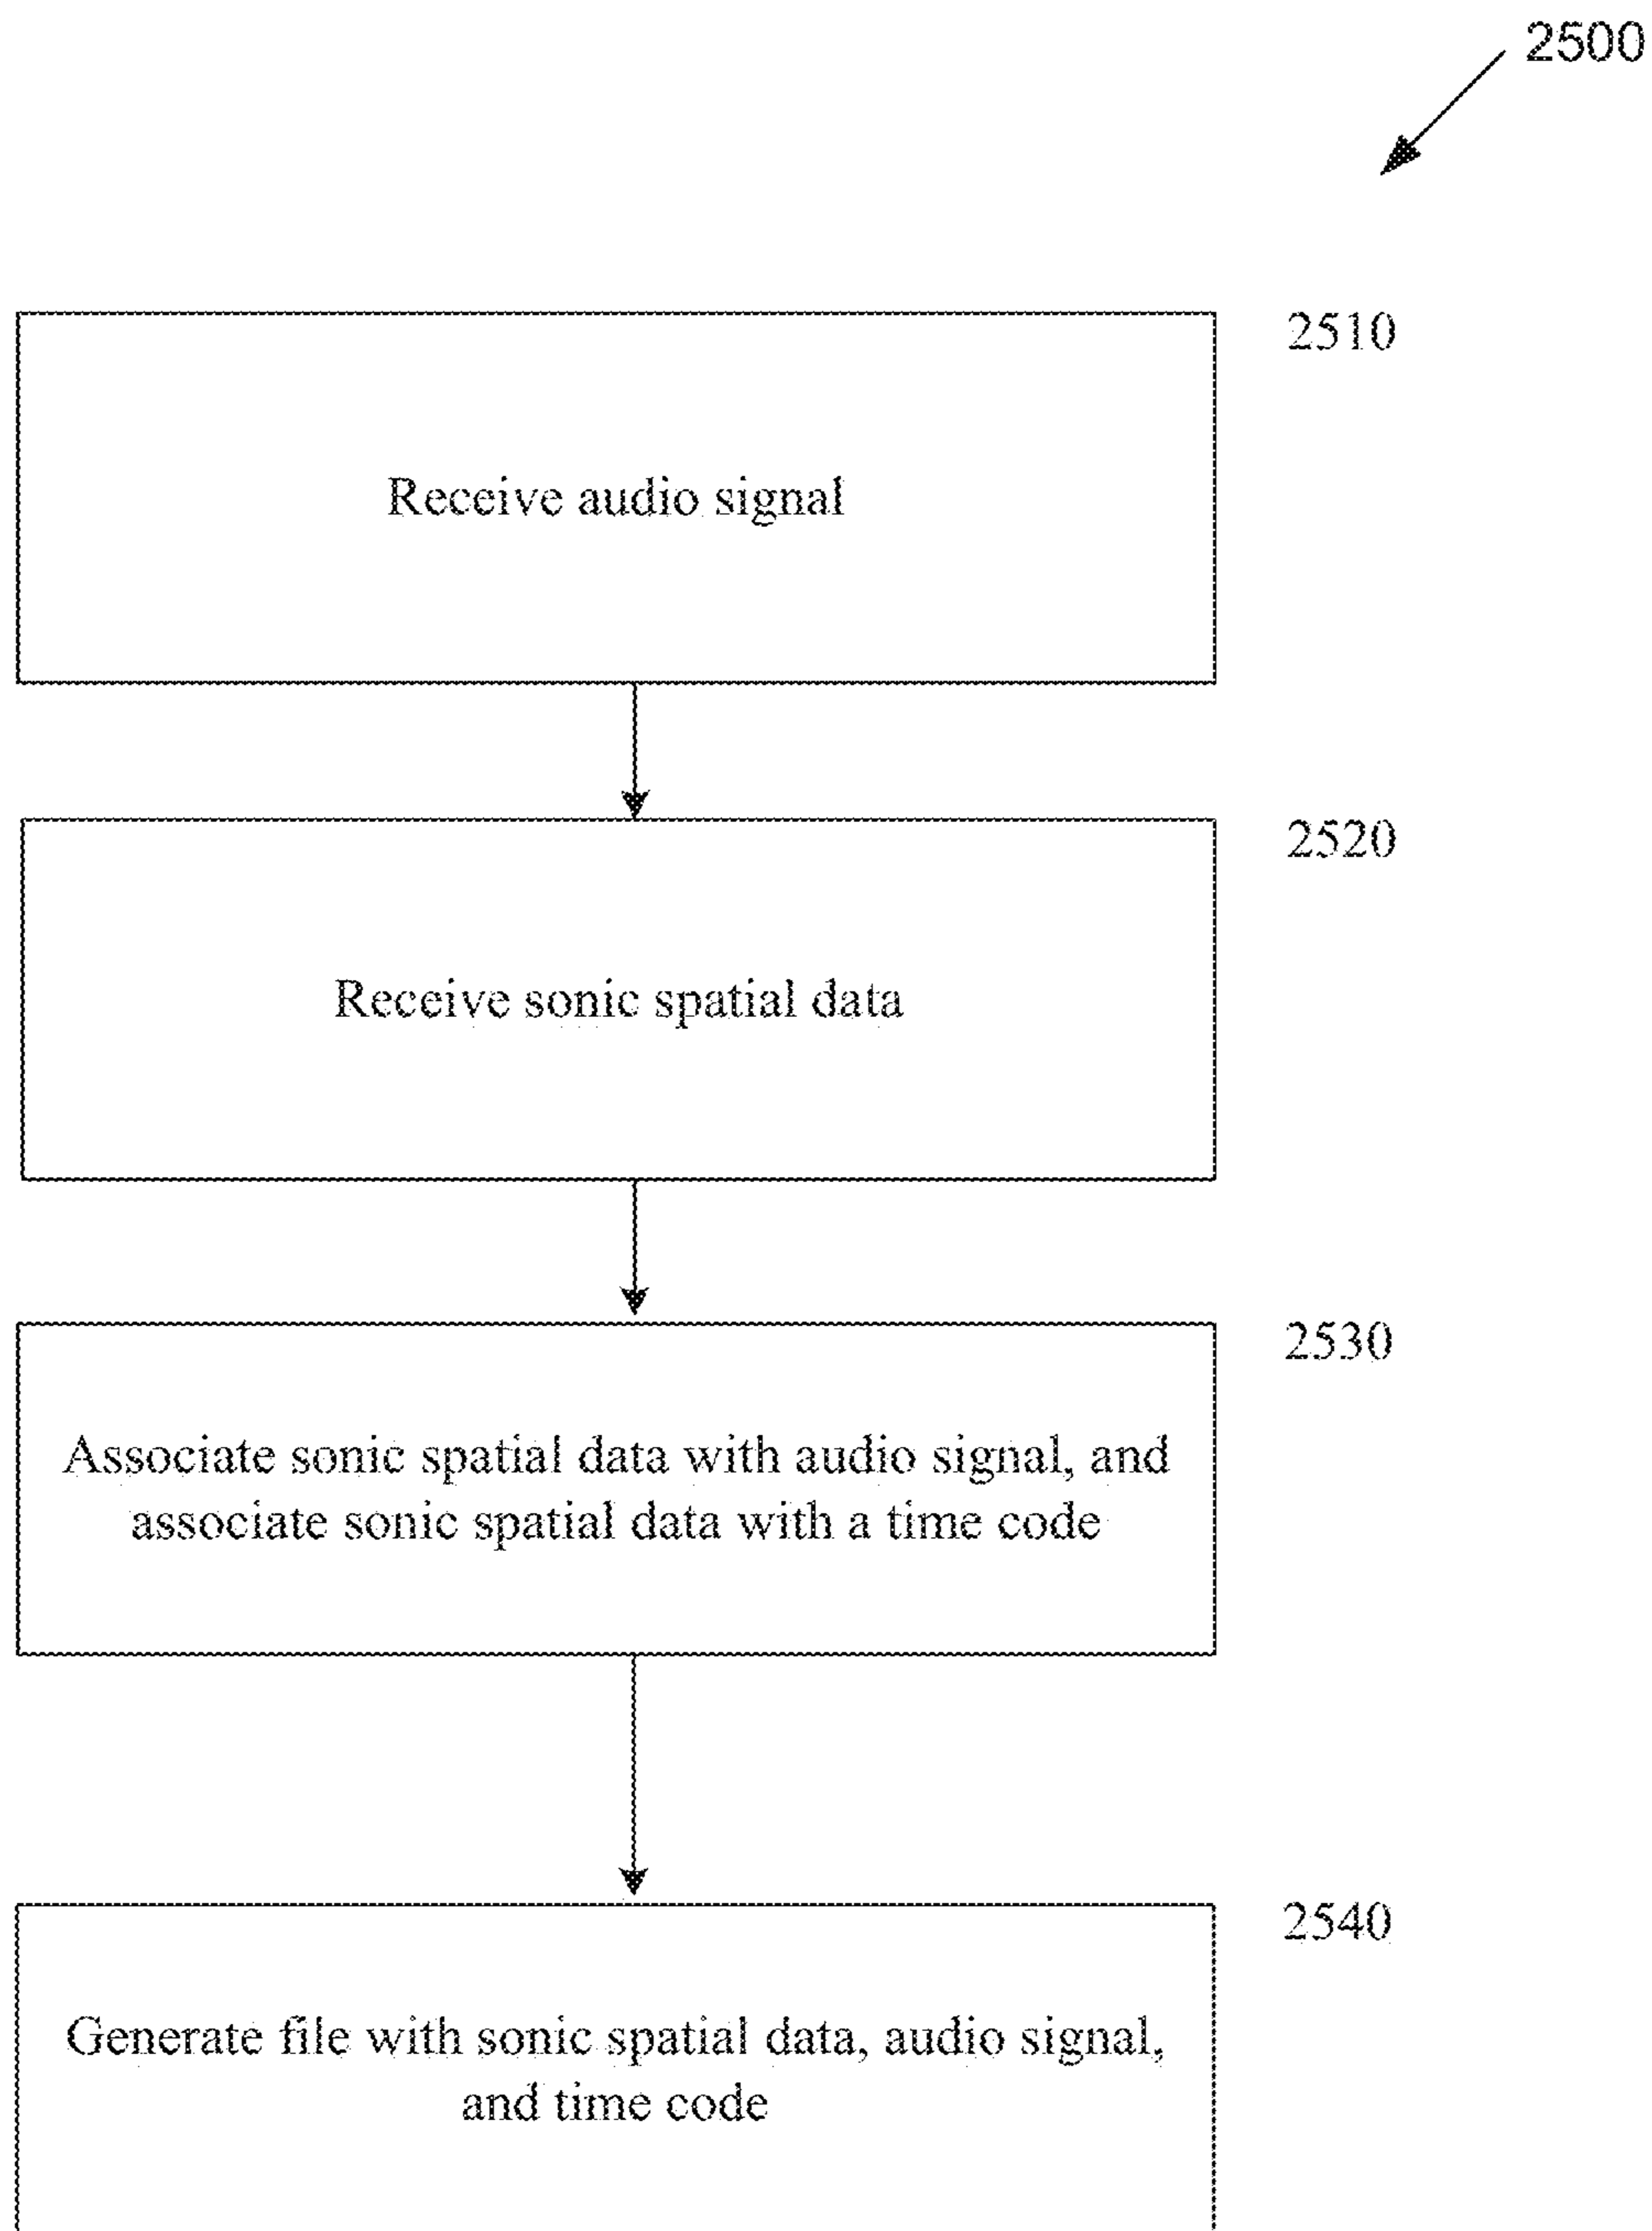 2500
2510
Receive audio signal
2520
Receive sonic spatial data
2530
Associate sonic spatial data with audio signal, and
associate sonic spatial data with a time code
2540
Generate file with sonic spatial data, audio signal,
and time code